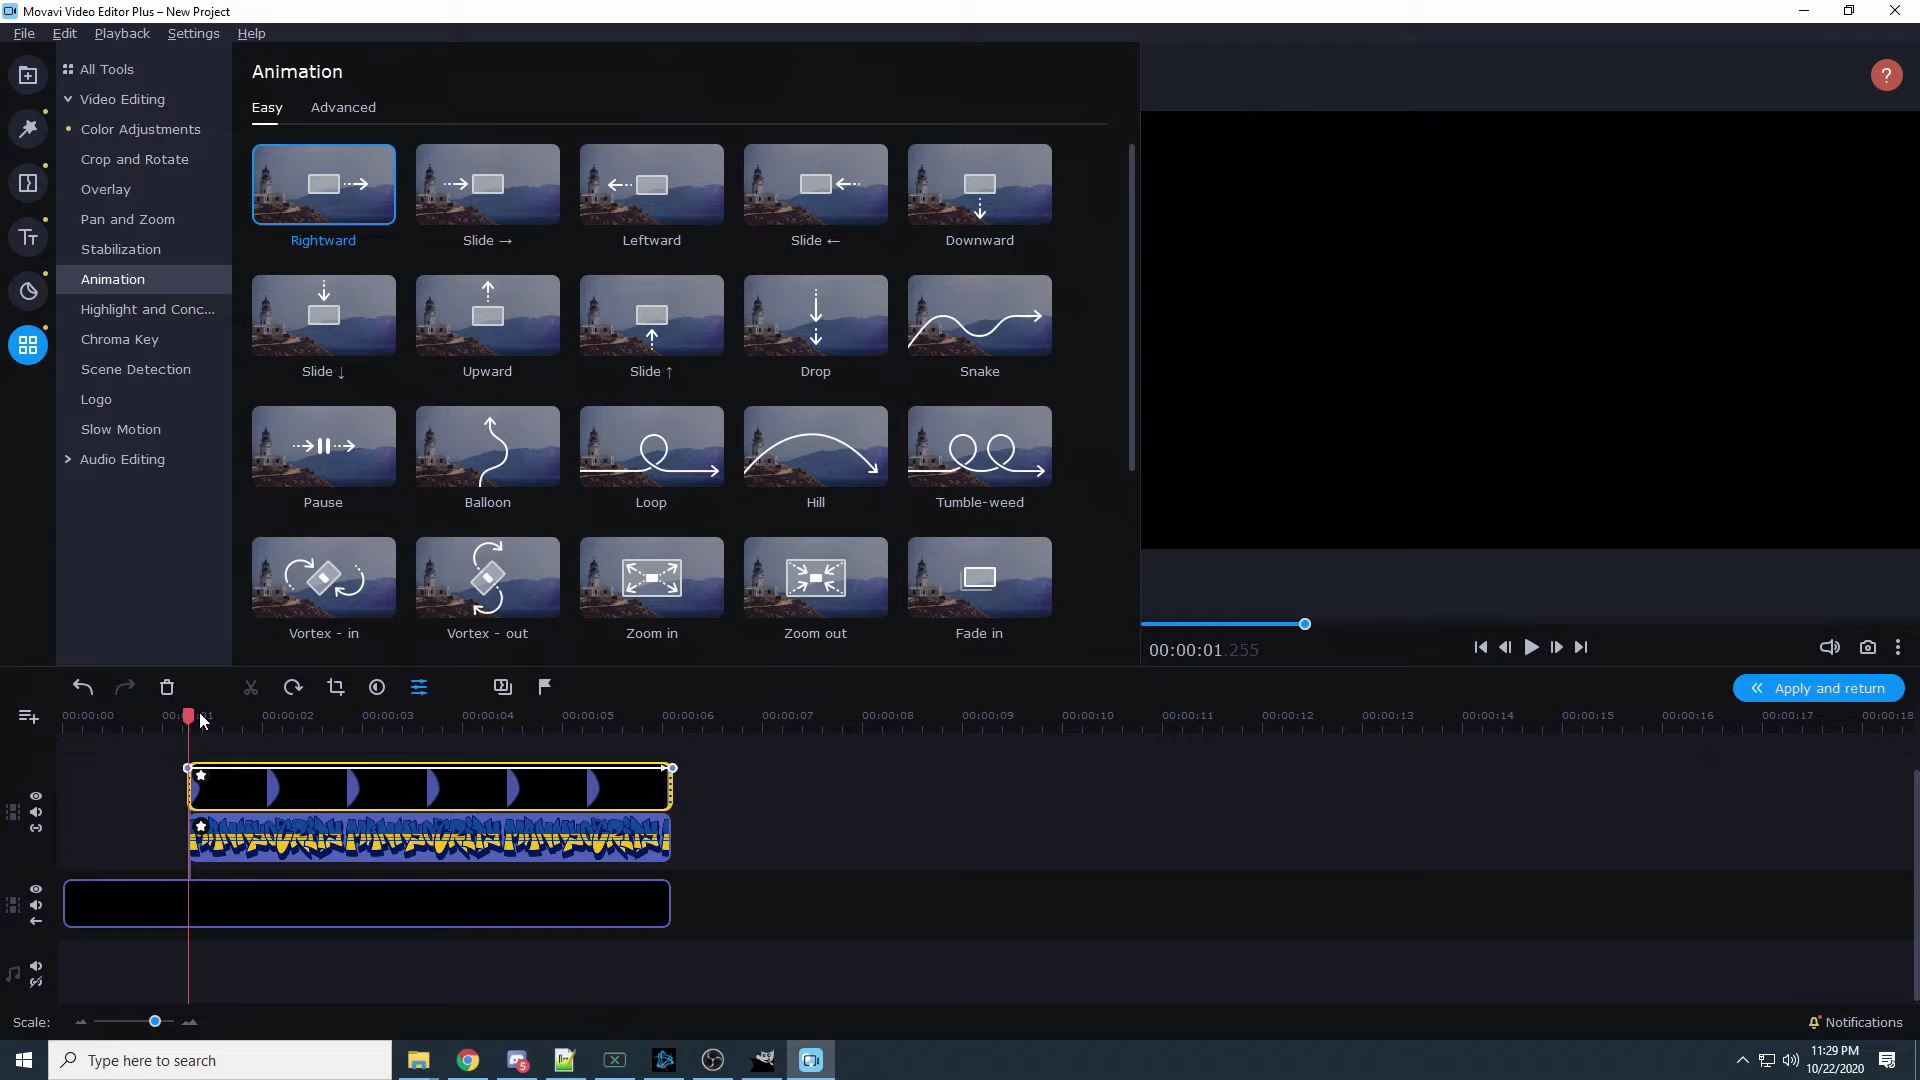 Movavi Video Editor Plus – New Project
File Edit Playback Settings Help
All Tools
Video Editing
Color Adjustments
Crop and Rotate
Overlay
Pan and Zoom
Stabilization
Animation
Highlight and Conc...
Chroma Key
Scene Detection
Logo
Slow Motion
Audio Editing
Animation
Easy Advanced
Rightward Slide → Leftward Slide ← Downward
Slide ↓ Upward Slide ↑ Drop Snake
Pause Balloon Loop Hill Tumble-weed
Vortex - in Vortex - out Zoom in Zoom out Fade in
?
00:00:01.255
Apply and return
00:00:00 00:00:02 00:00:03 00:00:04 00:00:05 00:00:06 00:00:07 00:00:08 00:00:09 00:00:10 00:00:11 00:00:12 00:00:13 00:00:14 00:00:15 00:00:16 00:00:17 00:00:18
Scale:
Notifications
Type here to search
5
11:29 PM
10/22/2020